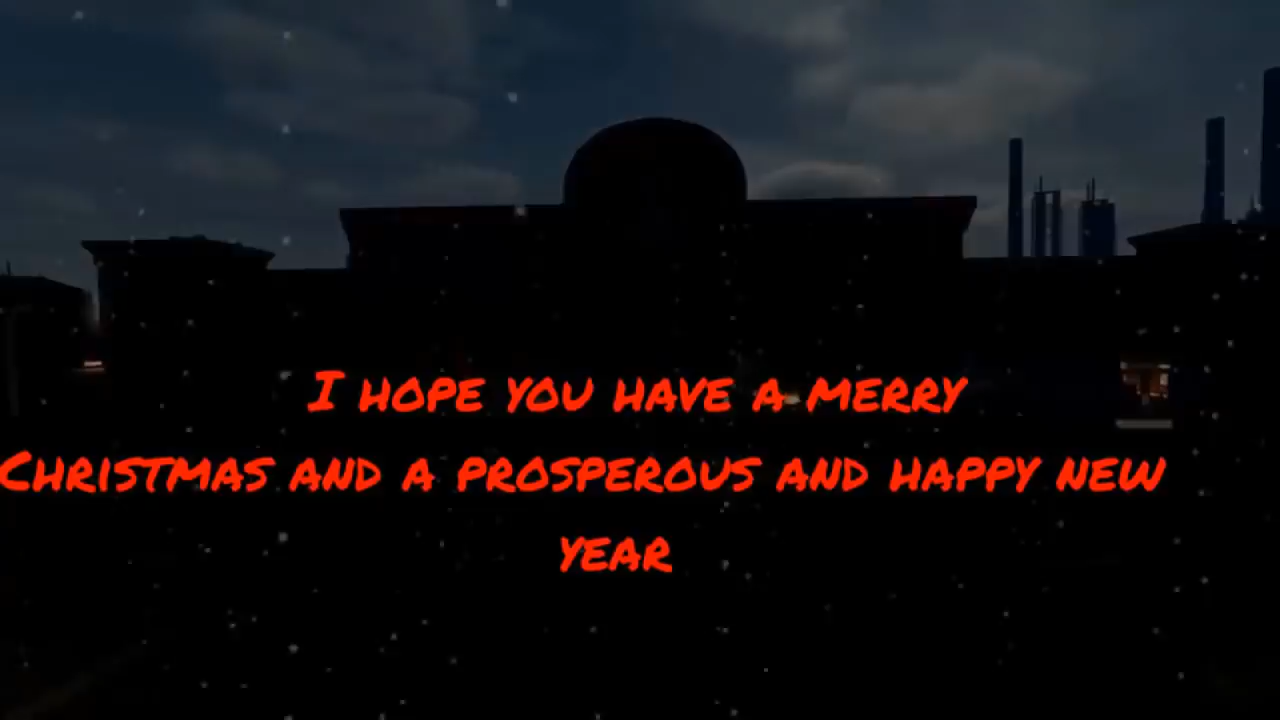 I hope you have a merry
Christmas and a prosperous and happy new
year